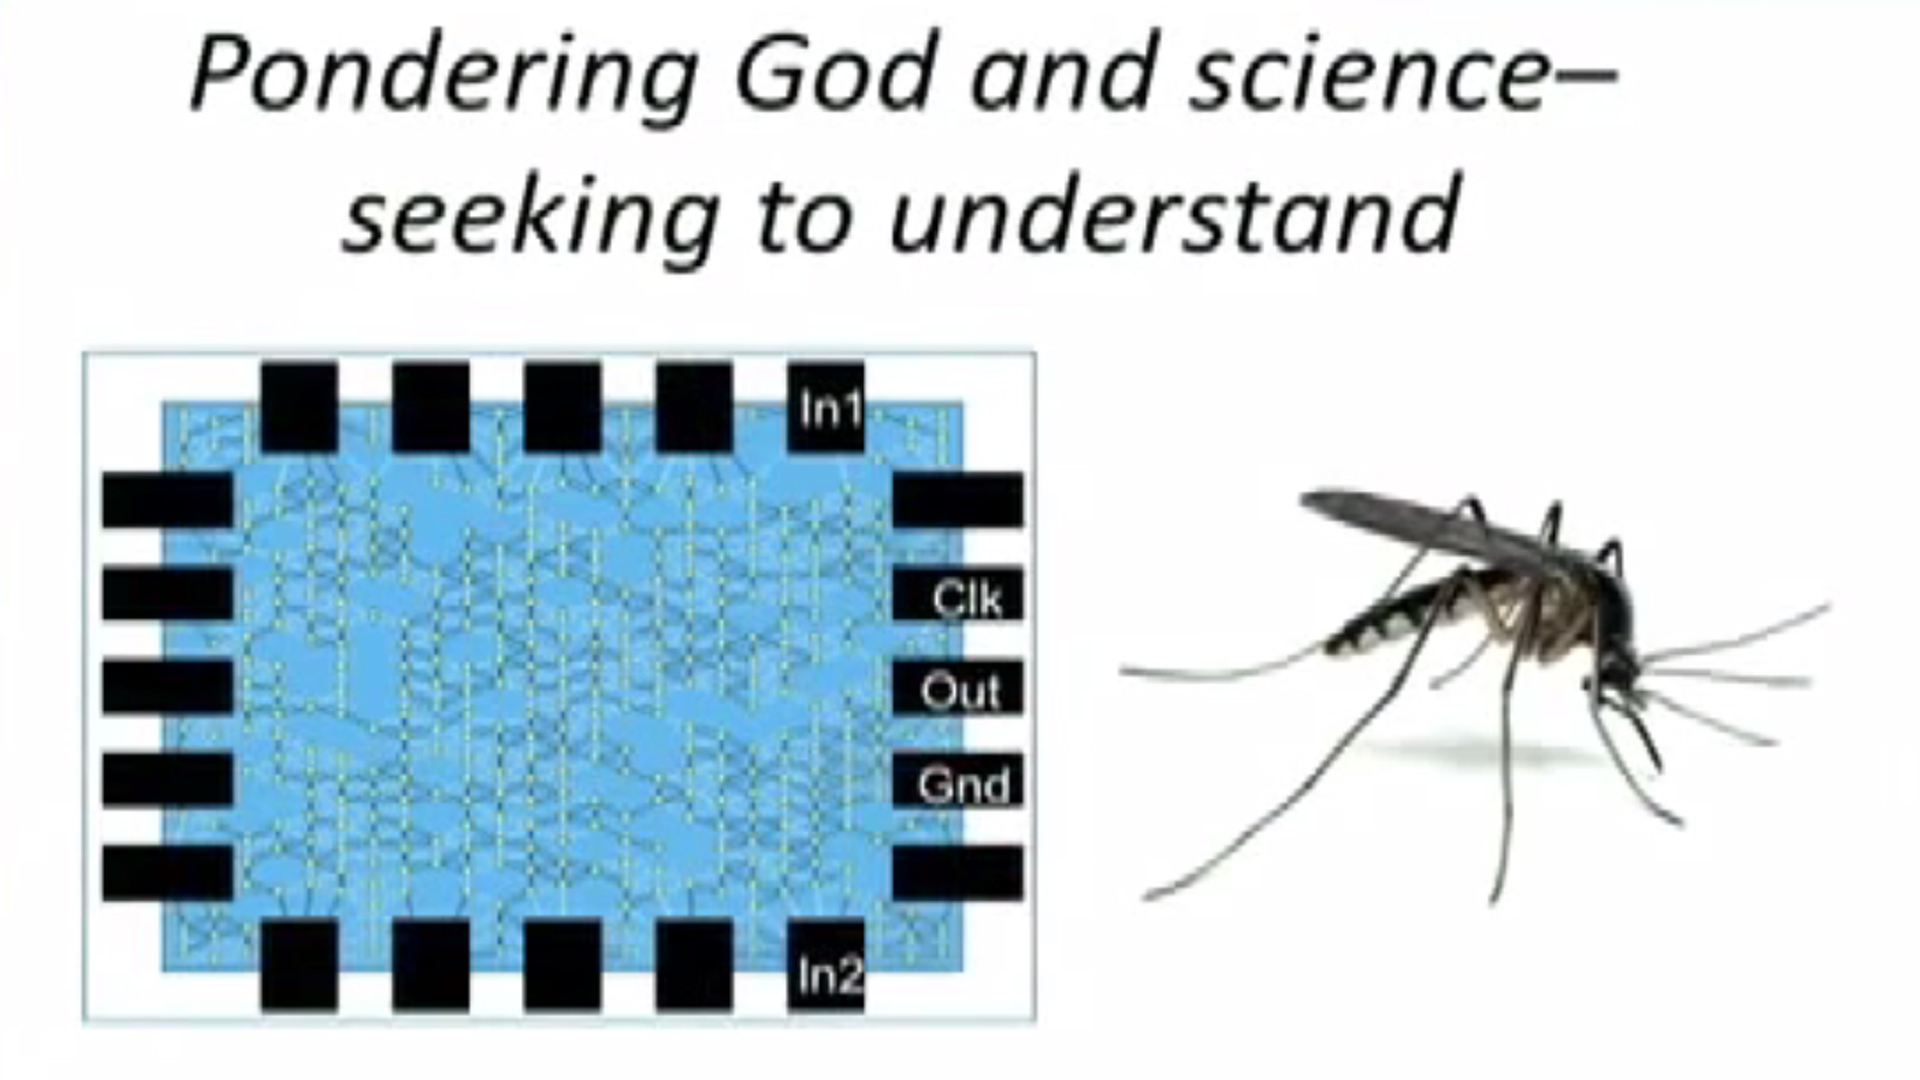 Pondering God and science–
seeking to understand
In1
Clk
Out
Gnd
In2